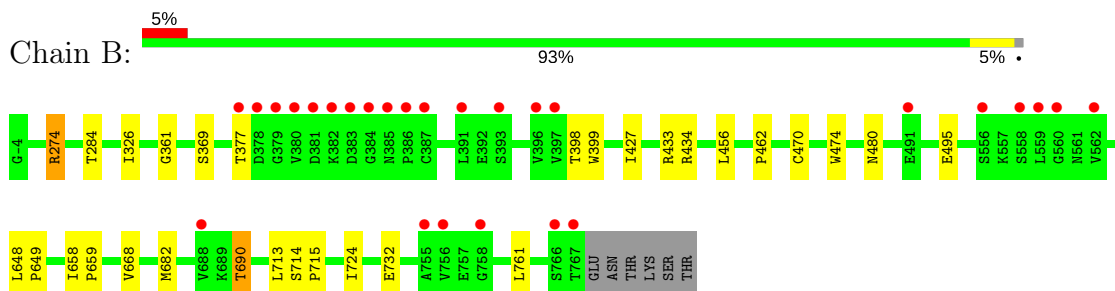 5%
Chain B:
93% 5% •
G-4 R274 T284 I326 G361 S369 T377 D378 G379 V380 D381 K382 D383 G384 N385 P386 C387 L391 E392 S393 V396 V397 T398 W399 I427 R433 R434 L456 P462 C470 W474 N480 E491 E495 S556 K557 S558 L559 G560 N561 V562
L648 P649 I658 P659 V668 M682 V688 K689 T690 L713 S714 P715 I724 E732 A755 V756 E757 G758 L761 S766 T767 GLU ASN THR LYS SER THR